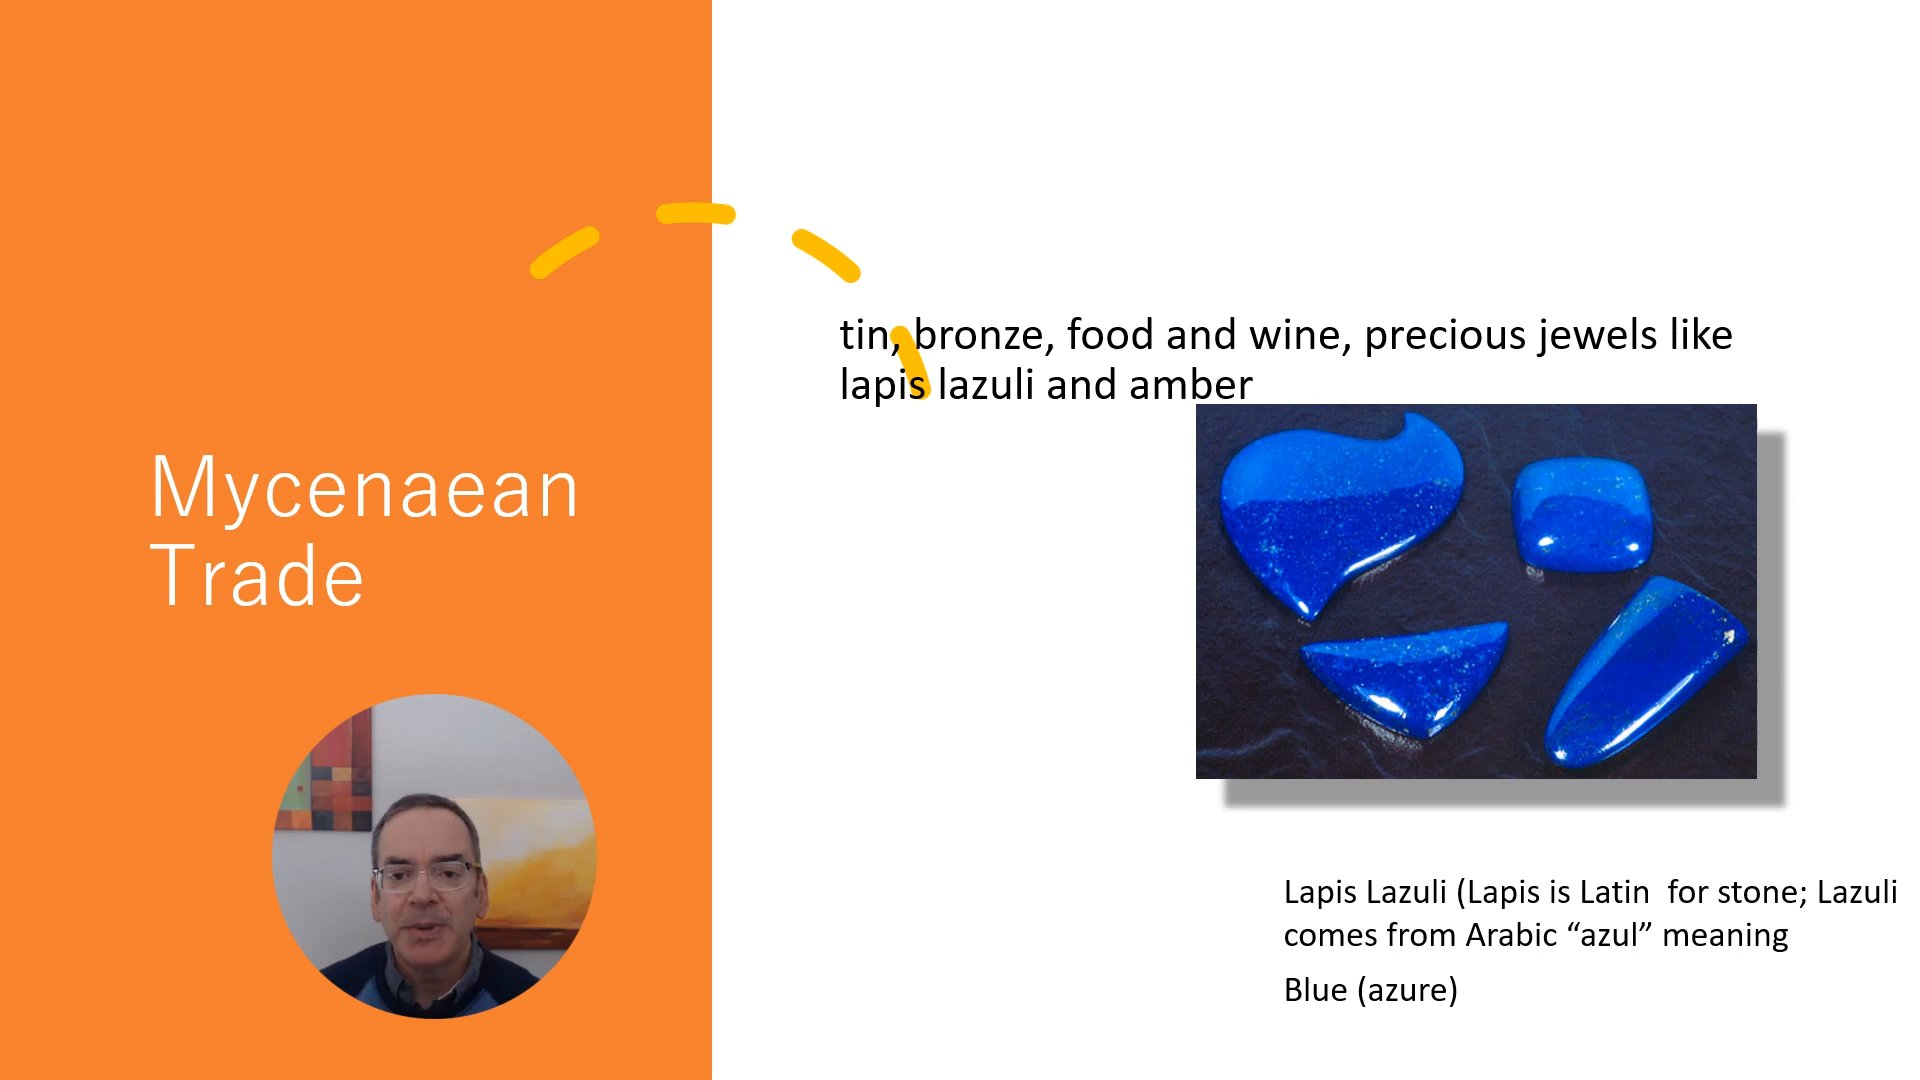 Mycenaean
Trade
tin, bronze, food and wine, precious jewels like
lapis lazuli and amber
Lapis Lazuli (Lapis is Latin  for stone; Lazuli
comes from Arabic “azul” meaning
Blue (azure)